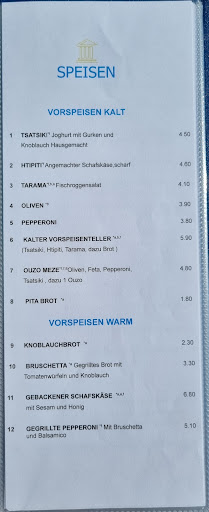 SPEISEN
VORSPEISEN KALT
1 TSATSIKI Joghurt mit Gurken und 4.50
Knoblauch Hausgemacht
2 HTIPITI Angemachter Schafskäse,scharf 4.60
3 TARAMA Fischroggensalat 4.10
4 OLIVEN 3.90
5 PEPPERONI 3.80
6 KALTER VORSPEISENTELLER 5.90
(Tsatsiki, Htipiti, Tarama, dazu Brot )
7 OUZO MEZE Oliven, Feta, Pepperoni, 4.80
Tsatsiki , dazu 1 Ouzo
8 PITA BROT 1.80
VORSPEISEN WARM
9 KNOBLAUCHBROT 2.30
10 BRUSCHETTA Gegrilltes Brot mit 3.30
Tomatenwürfeln und Knoblauch
11 GEBACKENER SCHAFSKÄSE 6.80
mit Sesam und Honig
12 GEGRILLTE PEPPERONI Mit Bruschetta 5.10
und Balsamico